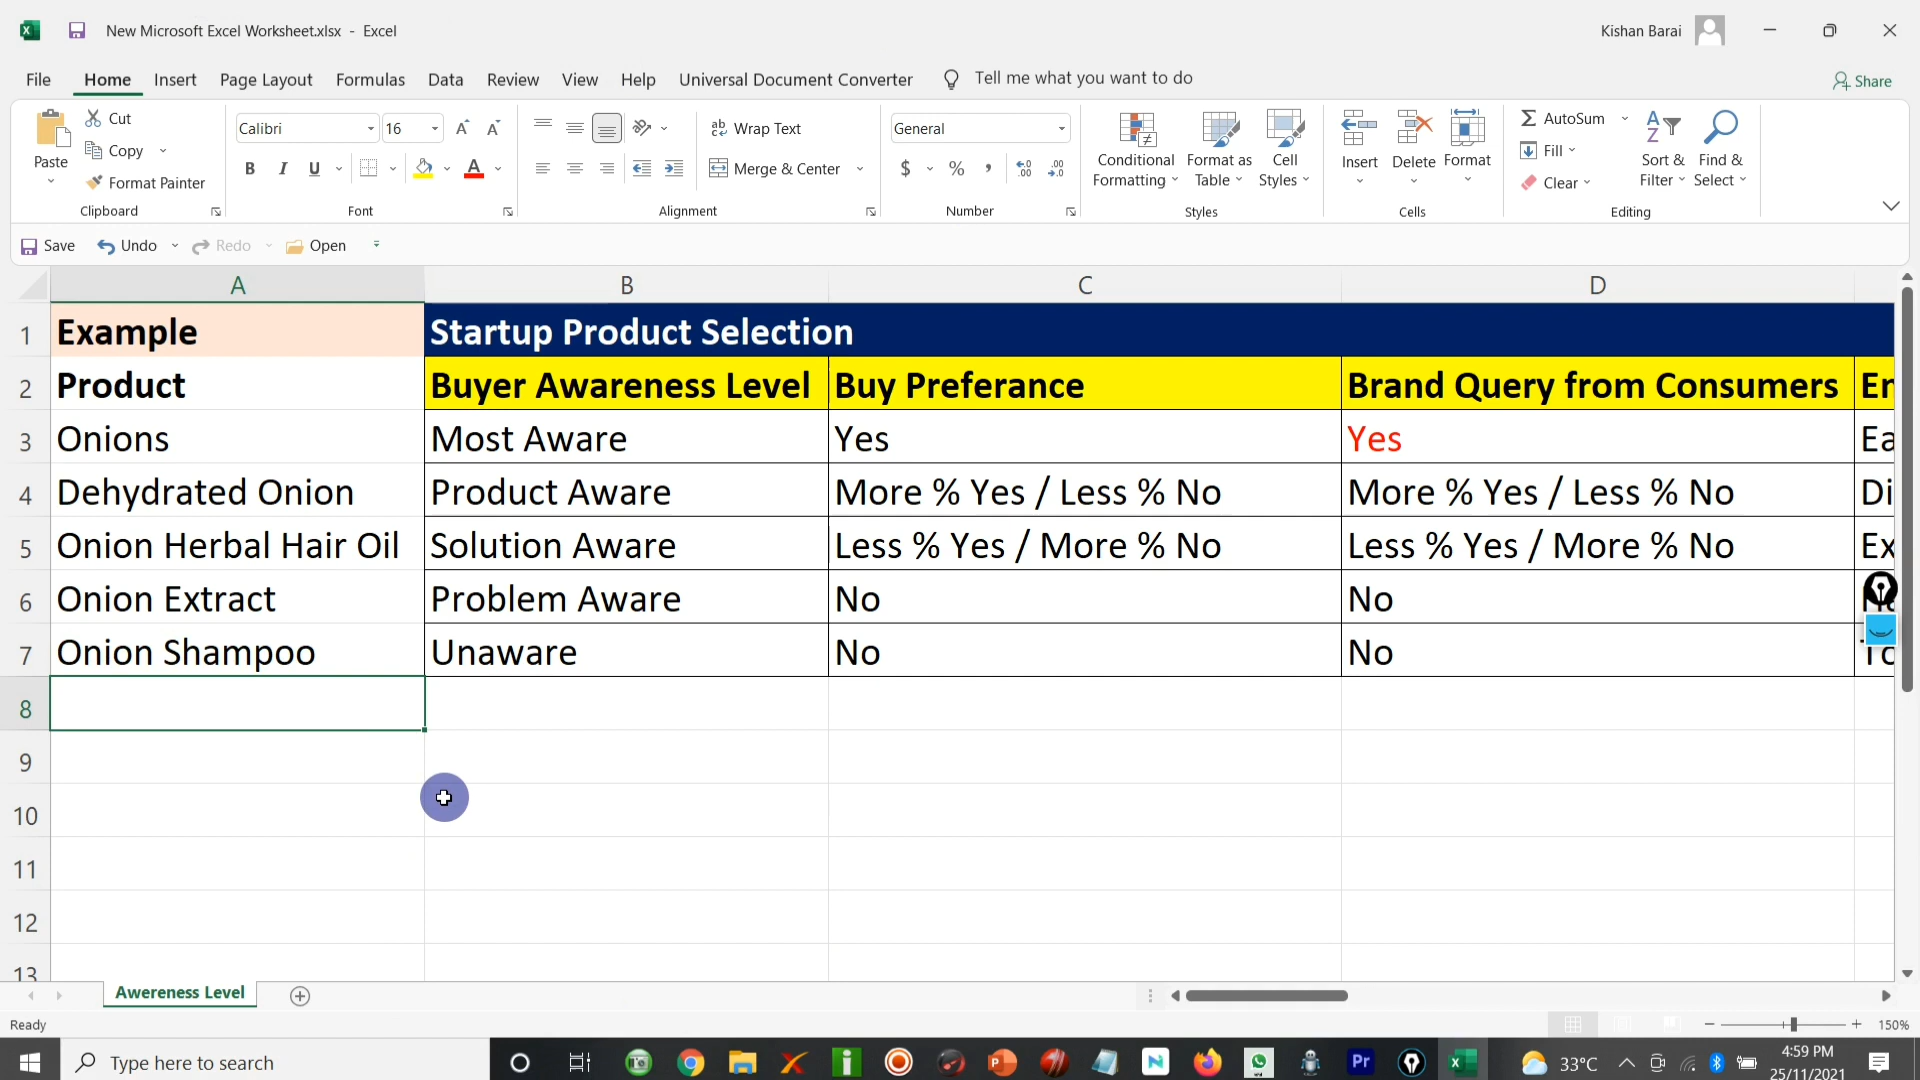 New Microsoft Excel Worksheet.xlsx - Excel
Kishan Barai
File Home Insert Page Layout Formulas Data Review View Help Universal Document Converter Tell me what you want to do
Share
Paste
Cut
Copy
Format Painter
Clipboard
Calibri 16
B I U
Font
Wrap Text
Merge & Center
Alignment
General
$ % ,
Number
Conditional Formatting
Format as Table
Cell Styles
Styles
Insert Delete Format
Cells
AutoSum
Fill
Clear
Sort & Filter
Find & Select
Editing
Save Undo Redo Open
A B C D
1 Example Startup Product Selection
2 Product Buyer Awareness Level Buy Preferance Brand Query from Consumers
3 Onions Most Aware Yes Yes
4 Dehydrated Onion Product Aware More % Yes / Less % No More % Yes / Less % No
5 Onion Herbal Hair Oil Solution Aware Less % Yes / More % No Less % Yes / More % No
6 Onion Extract Problem Aware No No
7 Onion Shampoo Unaware No No
8
9
10
11
12
13
Awereness Level
Ready
150%
Type here to search
33°C
4:59 PM
25/11/2021